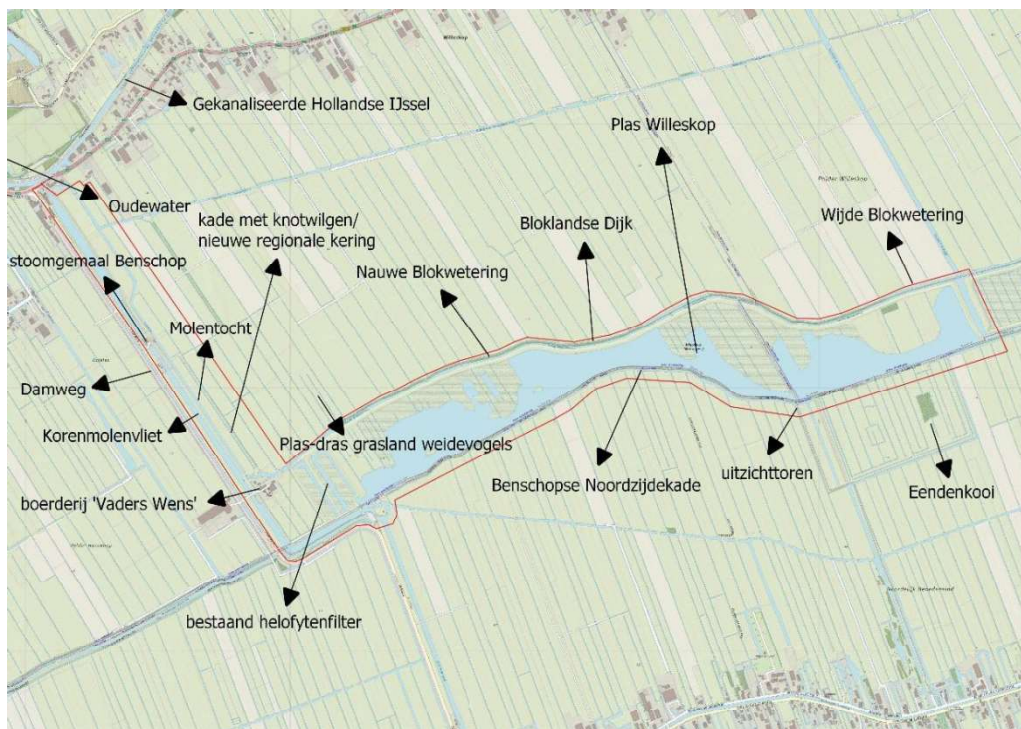 Willeskop
Gekanaliseerde Hollandse IJssel
Plas Willeskop
Oudewater
kade met knotwilgen/
nieuwe regionale kering
Bloklandse Dijk
Wijde Blokwetering
stoomgemaal Benschop
Nauwe Blokwetering
Molentocht
Damweg
Korenmolenvliet
Plas-dras grasland weidevogels
boerderij 'Vaders Wens'
Benschopse Noordzijdekade
uitzichttoren
Eendenkooi
bestaand helofytenfilter